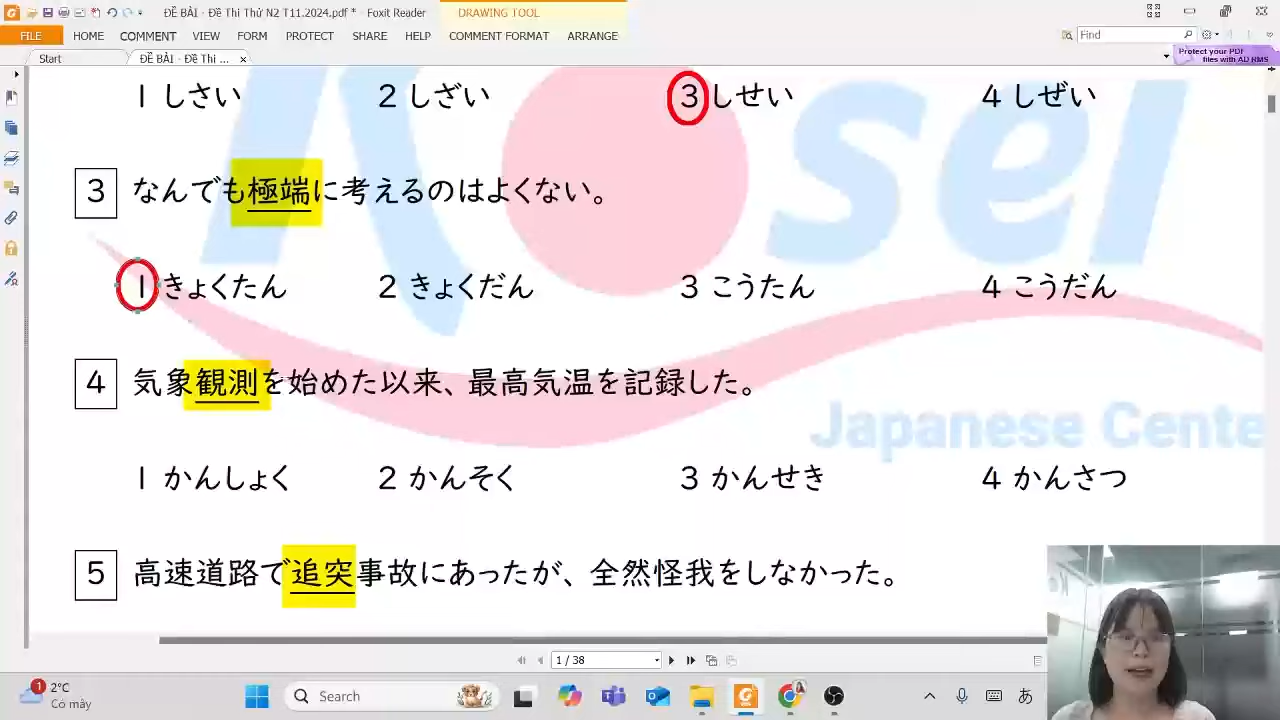 ĐỀ BÀI - Đề Thi Thử N2 T11.2024.pdf * - Foxit Reader
DRAWING TOOL
FILE HOME COMMENT VIEW FORM PROTECT SHARE HELP COMMENT FORMAT ARRANGE
Find
Start
ĐỀ BÀI - Đề Thi ... ×
Protect your PDF
files with AD RMS
1 しさい 2 しざい 3 しせい 4 しぜい
3 なんでも極端に考えるのはよくない。
1 きょくたん 2 きょくだん 3 こうたん 4 こうだん
4 気象観測を始めた以来、最高気温を記録した。
Japanese Cente
1 かんしょく 2 かんそく 3 かんせき 4 かんさつ
5 高速道路で追突事故にあったが、全然怪我をしなかった。
Kosei
1 / 38
1
2°C
Có mây
Search
あ